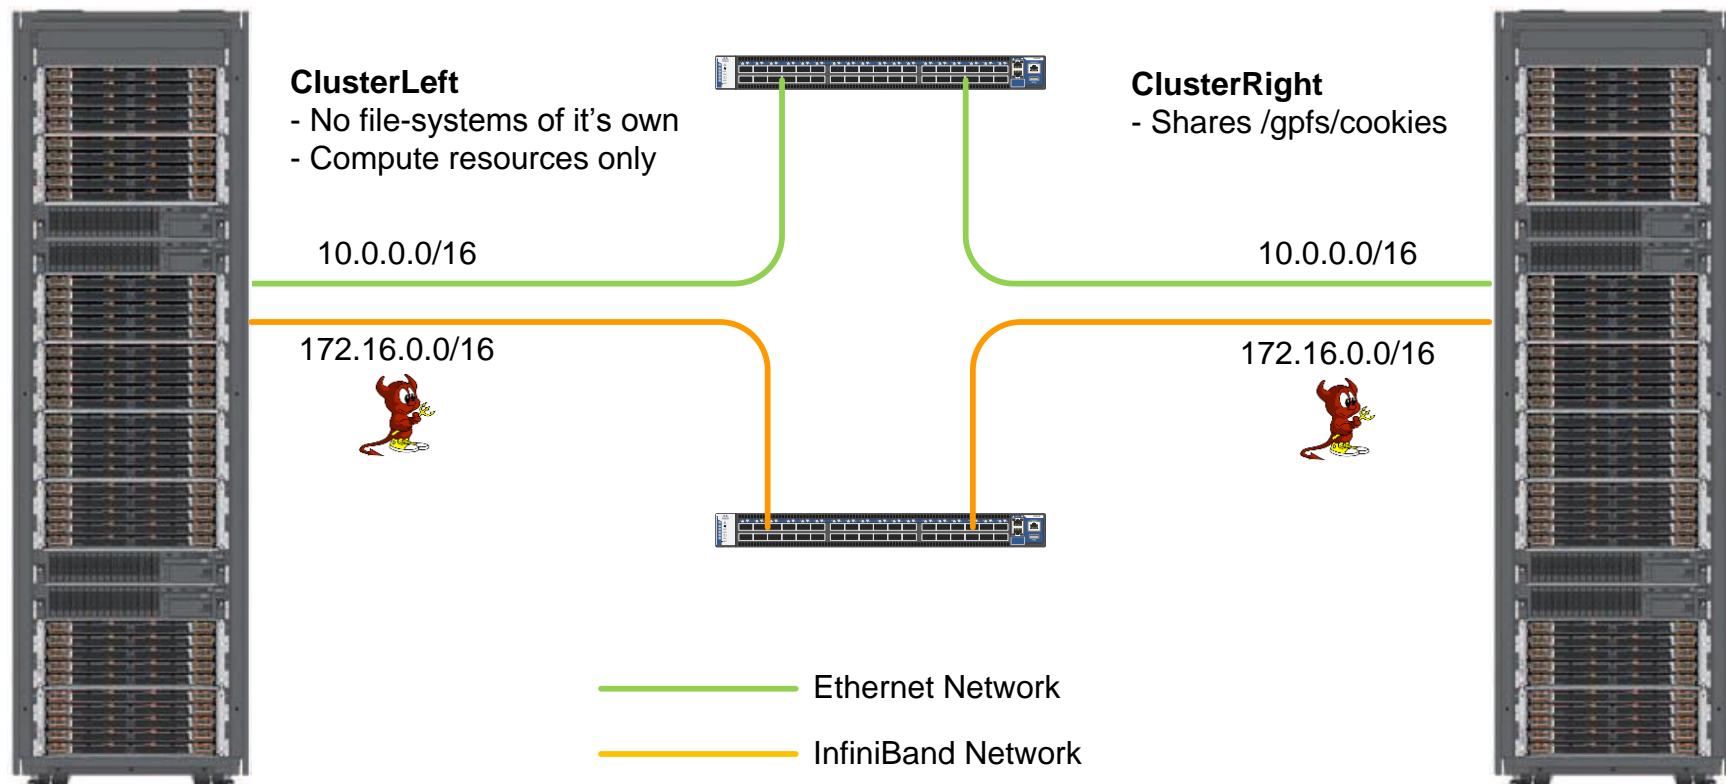 ClusterLeft
- No file-systems of it's own
- Compute resources only
ClusterRight
- Shares /gpfs/cookies
10.0.0.0/16
10.0.0.0/16
172.16.0.0/16
172.16.0.0/16
Ethernet Network
InfiniBand Network